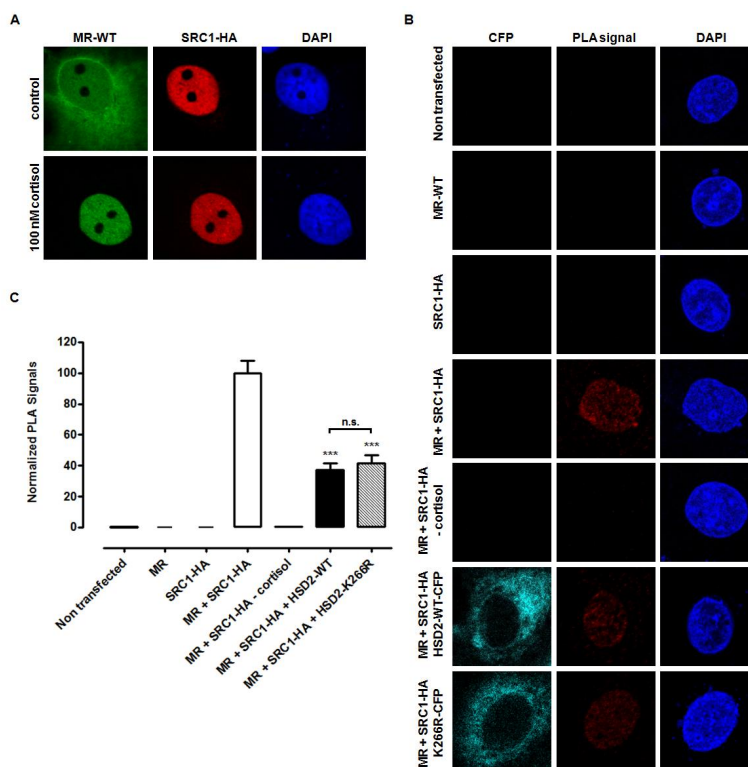 A
MR-WT SRC1-HA DAPI
control
100 nM cortisol
B
CFP PLA signal DAPI
Non transfected
MR-WT
SRC1-HA
MR + SRC1-HA
MR + SRC1-HA
- cortisol
MR + SRC1-HA
HSD2-WT-CFP
MR + SRC1-HA
K266R-CFP
C
Normalized PLA Signals
120
100
80
60
40
20
0
n.s.
*** ***
Non transfected
MR
SRC1-HA
MR + SRC1-HA
MR + SRC1-HA - cortisol
MR + SRC1-HA + HSD2-WT
MR + SRC1-HA + HSD2-K266R